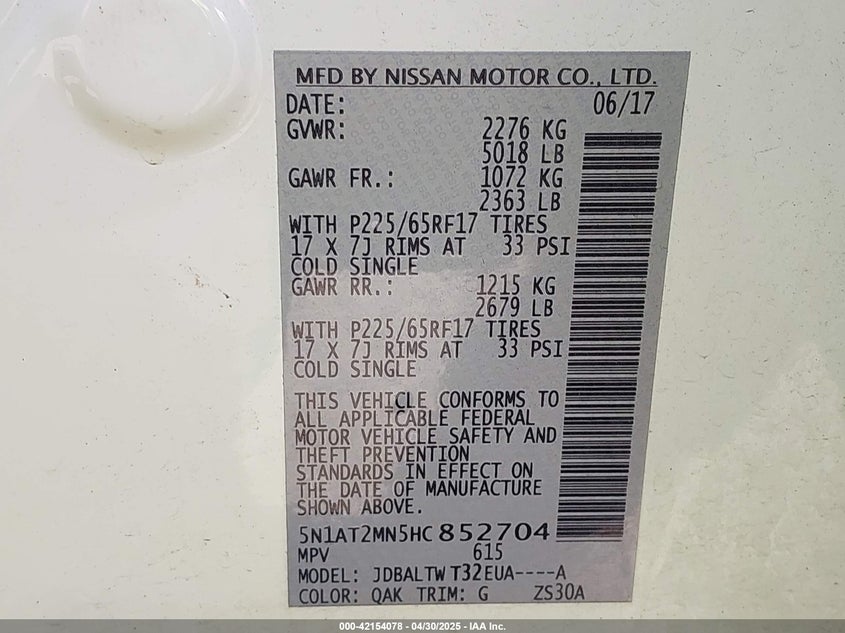 MFD BY NISSAN MOTOR CO., LTD.
DATE: 06/17
GVWR: 2276 KG
5018 LB
GAWR FR.: 1072 KG
2363 LB
WITH P225/65RF17 TIRES
17 X 7J RIMS AT 33 PSI
COLD SINGLE
GAWR RR.: 1215 KG
2679 LB
WITH P225/65RF17 TIRES
17 X 7J RIMS AT 33 PSI
COLD SINGLE
THIS VEHICLE CONFORMS TO
ALL APPLICABLE FEDERAL
MOTOR VEHICLE SAFETY AND
THEFT PREVENTION
STANDARDS IN EFFECT ON
THE DATE OF MANUFACTURE
SHOWN ABOVE.
5N1AT2MN5HC852704
MPV 615
MODEL: JDBALTW T32EUA----A
COLOR: QAK TRIM: G ZS30A
000-42154078 - 04/30/2025 - IAA Inc.